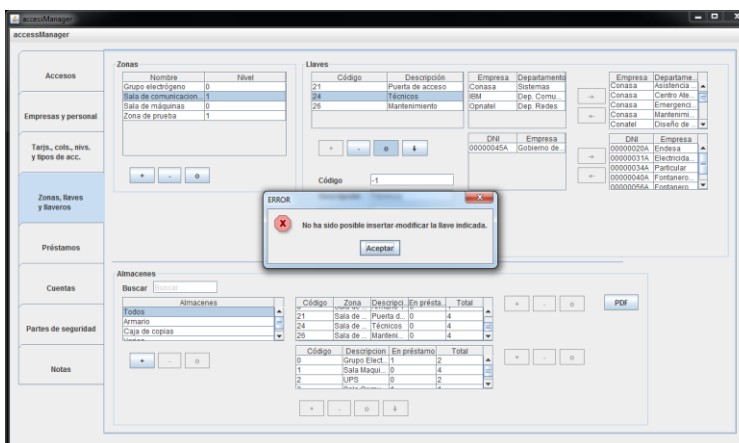 accessManager
accessManager
Accesos
Empresas y personal
Tarjs., cols., nivs.
y tipos de acc.
Zonas, llaves
y llaveros
Préstamos
Cuentas
Partes de seguridad
Notas
Zonas
Nombre Nivel
Grupo electrógeno 0
Sala de comunicacion... 1
Sala de máquinas 0
Zona de prueba 1
+ - o
Llaves
Código Descripción
21 Puerta de acceso
24 Técnicos
26 Mantenimiento
+ - o
Código -1
Empresa Departamento
Conasa Sistemas
IBM Dep. Comu...
Opnatel Dep. Redes
DNI Empresa
00000045A Gobierno de...
Empresa Departame...
Conasa Asistencia ...
Conasa Centro Ate...
Conasa Emergenci...
Conasa Mantenimi...
Conatel Diseño de ...
DNI Empresa
00000020A Endesa
00000031A Electricida...
00000034A Particular
00000040A Fontanero...
00000056A Fontanero
ERROR
No ha sido posible insertar-modificar la llave indicada.
Aceptar
Almacenes
Buscar Buscar...
Almacenes
Todos
Armario
Caja de copias
+ - o
Código Zona Descripci... En présta... Total
21 Sala de ... Puerta d... 0 4
24 Sala de ... Técnicos 0 4
26 Sala de ... Manteni... 0 4
+ - o
PDF
Código Descripcion En préstamo Total
0 Grupo Elect... 1 2
1 Sala Maqui... 0 4
2 UPS 0 2
+ - o
+ - o